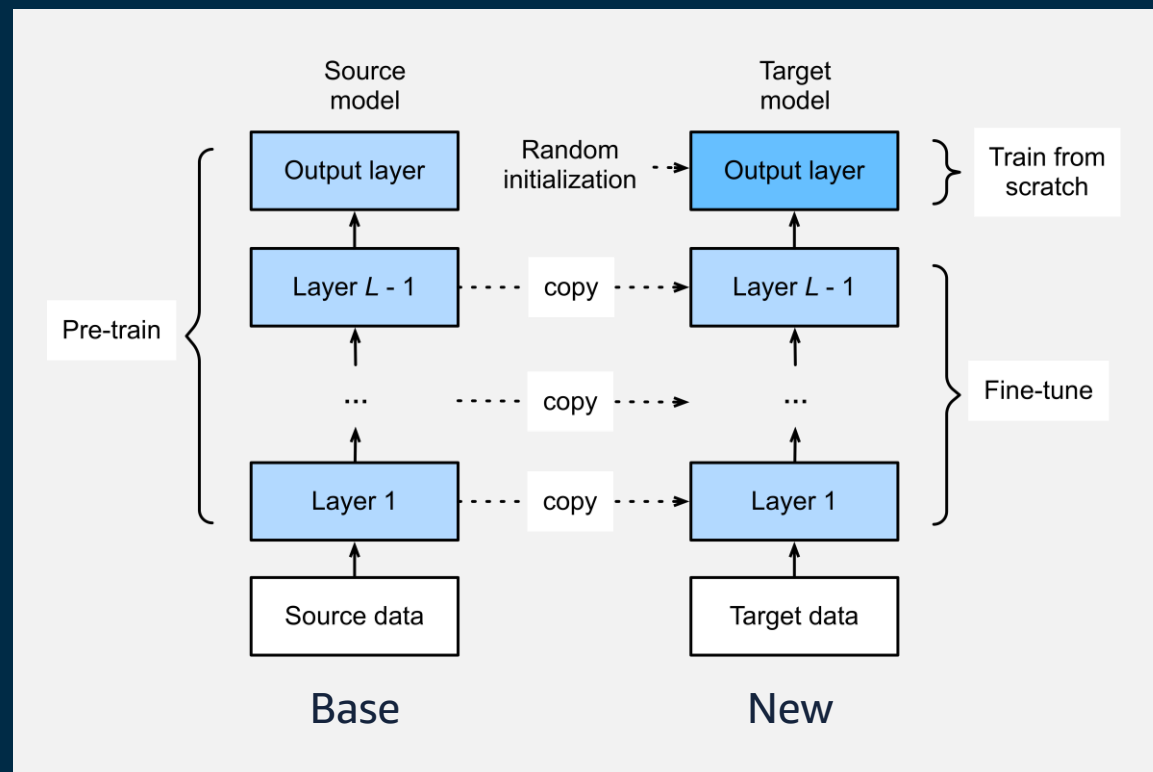 Source
model
Target
model
Output layer
Random
initialization
Output layer
Train from
scratch
Layer L - 1
copy
Layer L - 1
Pre-train
...
copy
...
Fine-tune
Layer 1
copy
Layer 1
Source data
Target data
Base
New